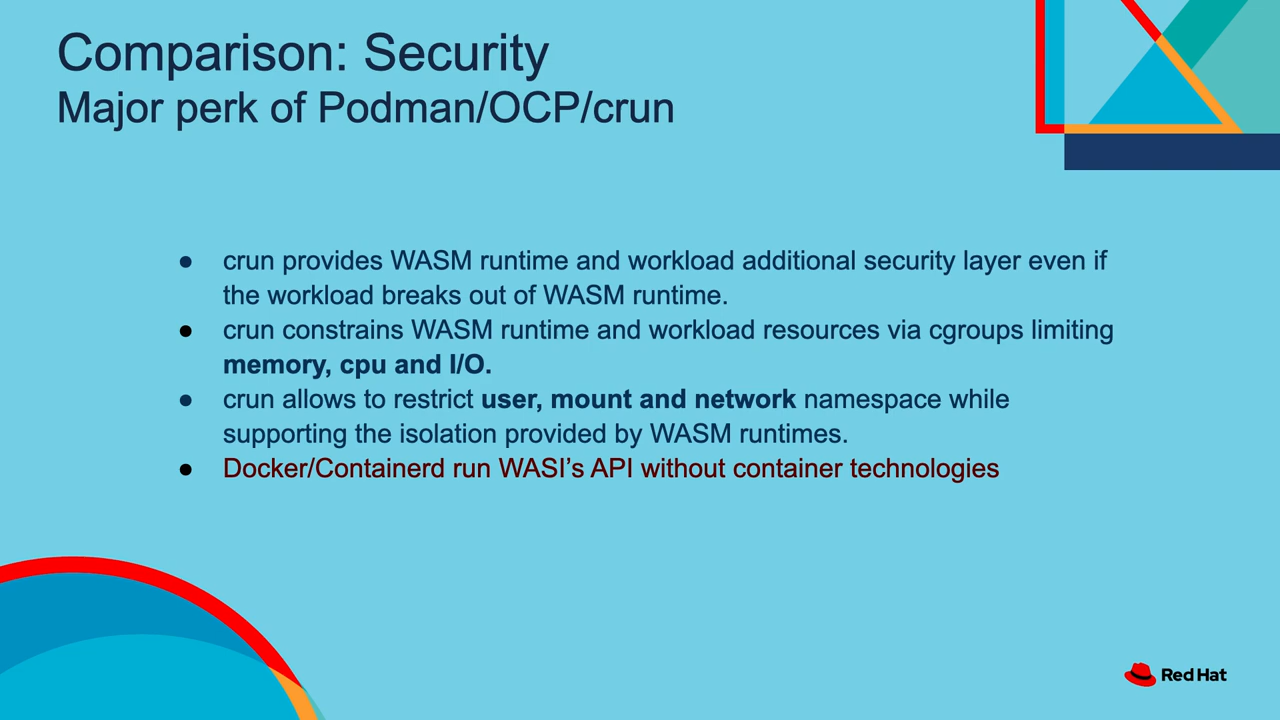 Comparison: Security
Major perk of Podman/OCP/crun
● crun provides WASM runtime and workload additional security layer even if
the workload breaks out of WASM runtime.
● crun constrains WASM runtime and workload resources via cgroups limiting
memory, cpu and I/O.
● crun allows to restrict user, mount and network namespace while
supporting the isolation provided by WASM runtimes.
● Docker/Containerd run WASI’s API without container technologies
Red Hat